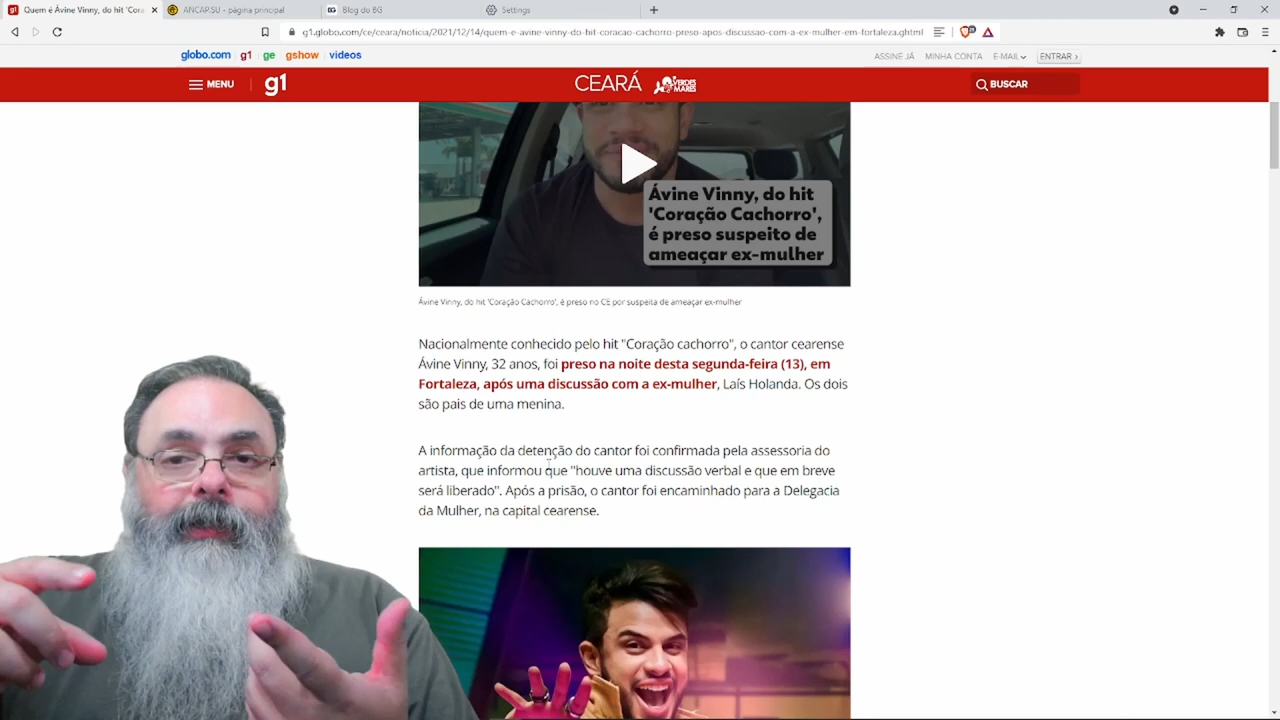 Quem é Ávine Vinny, do hit 'Cora
ANCAP.SU - página principal
Blog do BG
Settings
g1.globo.com/ce/ceara/noticia/2021/12/14/quem-e-avine-vinny-do-hit-coracao-cachorro-preso-apos-discussao-com-a-ex-mulher-em-fortaleza.ghtml
globo.com g1 ge gshow videos
ASSINE JÁ MINHA CONTA E-MAIL ENTRAR ›
MENU g1 CEARÁ VERDES MARES BUSCAR
Ávine Vinny, do hit
'Coração Cachorro',
é preso suspeito de
ameaçar ex-mulher
Ávine Vinny, do hit 'Coração Cachorro', é preso no CE por suspeita de ameaçar ex-mulher
Nacionalmente conhecido pelo hit "Coração cachorro", o cantor cearense
Ávine Vinny, 32 anos, foi preso na noite desta segunda-feira (13), em
Fortaleza, após uma discussão com a ex-mulher, Laís Holanda. Os dois
são pais de uma menina.
A informação da detenção do cantor foi confirmada pela assessoria do
artista, que informou que "houve uma discussão verbal e que em breve
será liberado". Após a prisão, o cantor foi encaminhado para a Delegacia
da Mulher, na capital cearense.